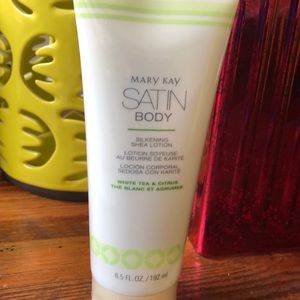 MARY KAY
SATIN
BODY
SILKENING
SHEA LOTION
LOTION SOYEUSE
AU BEURRE DE KARITÉ
LOCIÓN CORPORAL
SEDOSA CON KARITÉ
WHITE TEA & CITRUS
THÉ BLANC ET AGRUMES
6.5 FL. OZ. / 192 ml